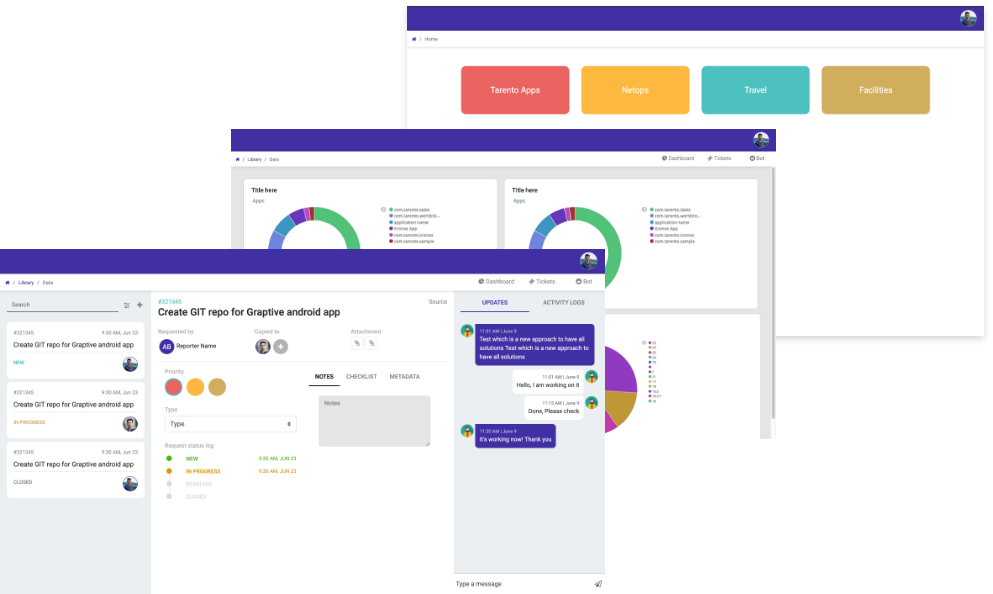 / Home
Tarento Apps
Netops
Travel
Facilities
/ Library / Data
Dashboard
Tickets
Bot
Title here
Apps
com.tarento.tasks
com.tarento.worldclo...
application name
Kronos App
com.tarento.kronos
com.tarento.sample
Title here
Apps
com.tarento.tasks
com.tarento.worldclo...
application name
Kronos App
com.tarento.kronos
com.tarento.sample
/ Library / Data
Dashboard
Tickets
Bot
Search
#321345 9:30 AM, Jun 23
Create GIT repo for Graptive android app
NEW
#321345 9:30 AM, Jun 23
Create GIT repo for Graptive android app
IN PROGRESS
#321345 9:30 AM, Jun 23
Create GIT repo for Graptive android app
CLOSED
#321345
Source
Create GIT repo for Graptive android app
Requested by
Copied to
Attachment
AB Reporter Name
Priority
Type
Type
Request status log
NEW 9:30 AM, JUN 23
IN PROGRESS 9:30 AM, JUN 23
RESOLVED
CLOSED
NOTES
CHECKLIST
METADATA
Notes
UPDATES
ACTIVITY LOGS
11:01 AM | June 9
Test which is a new approach to have all
solutions Test which is a new approach to
have all solutions
11:01 AM | June 9
Hello, I am working on it
11:15 AM | June 9
Done, Please check
11:20 AM | June 9
It's working now! Thank you
Type a message